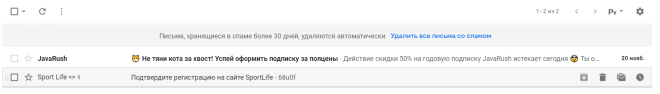 1–2 из 2
Письма, хранящиеся в спаме более 30 дней, удаляются автоматически Удалить все письма со спамом
JavaRush 😸 Не тяни кота за хвост! Успей оформить подписку за полцены - Действие скидки 50% на годовую подписку JavaRush истекает сегодня 😨 Ты о... 20 нояб.
Sport Life <> 9 Подтвердите регистрацию на сайте SportLife - 68u0f